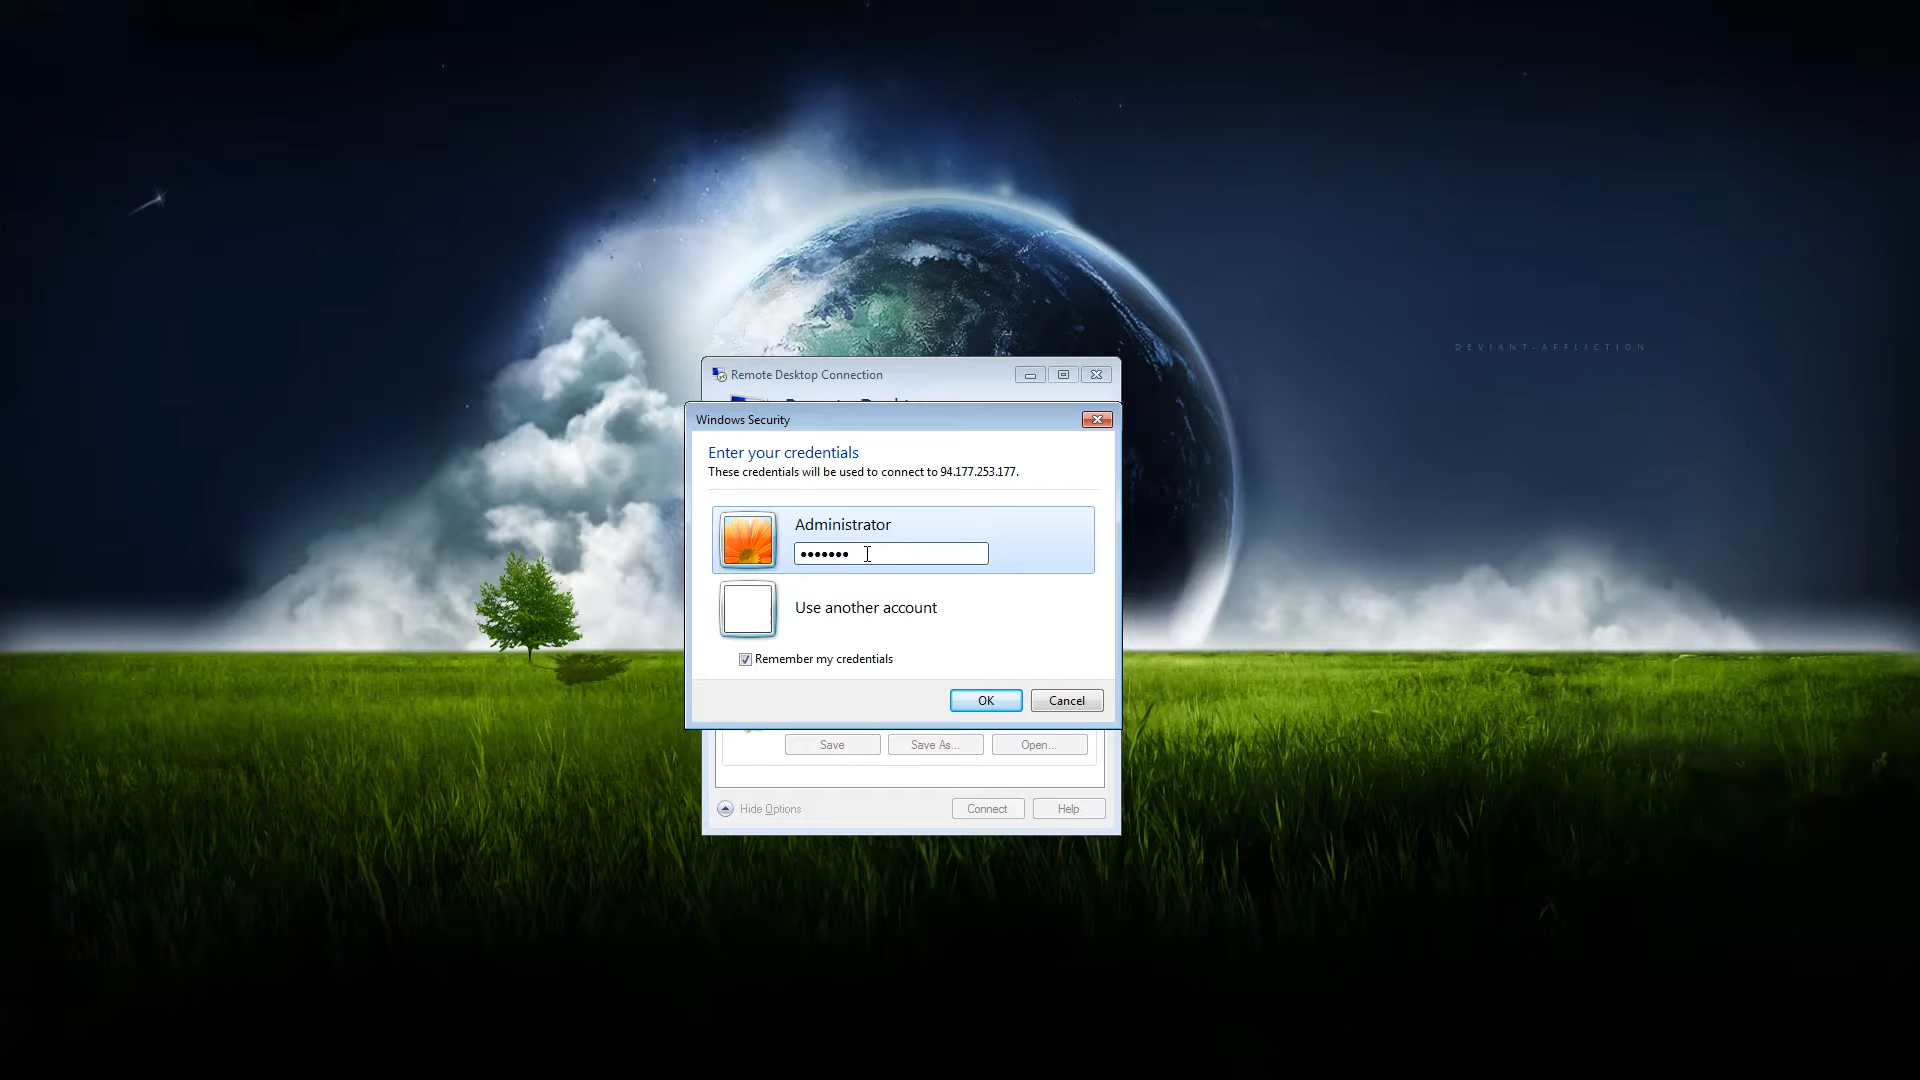 DEVIANT-AFFLICTION
Remote Desktop Connection
Windows Security
Enter your credentials
These credentials will be used to connect to 94.177.253.177.
Administrator
•••••••
Use another account
Remember my credentials
OK Cancel
Save Save As... Open...
Hide Options Connect Help